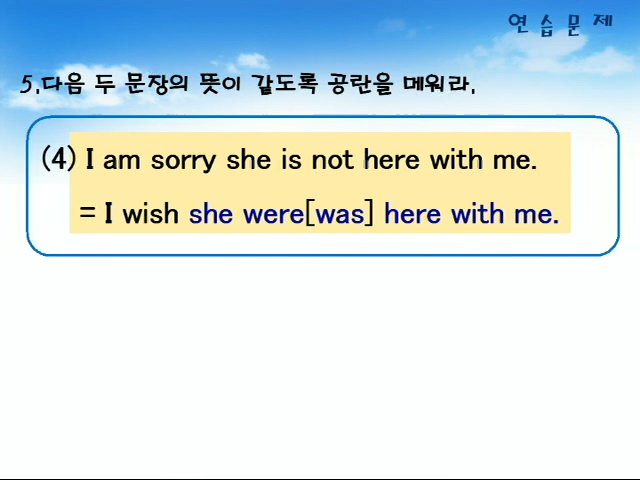 연 습 문 제
5.다음 두 문장의 뜻이 같도록 공란을 메워라.
(4) I am sorry she is not here with me.
= I wish she were[was] here with me.